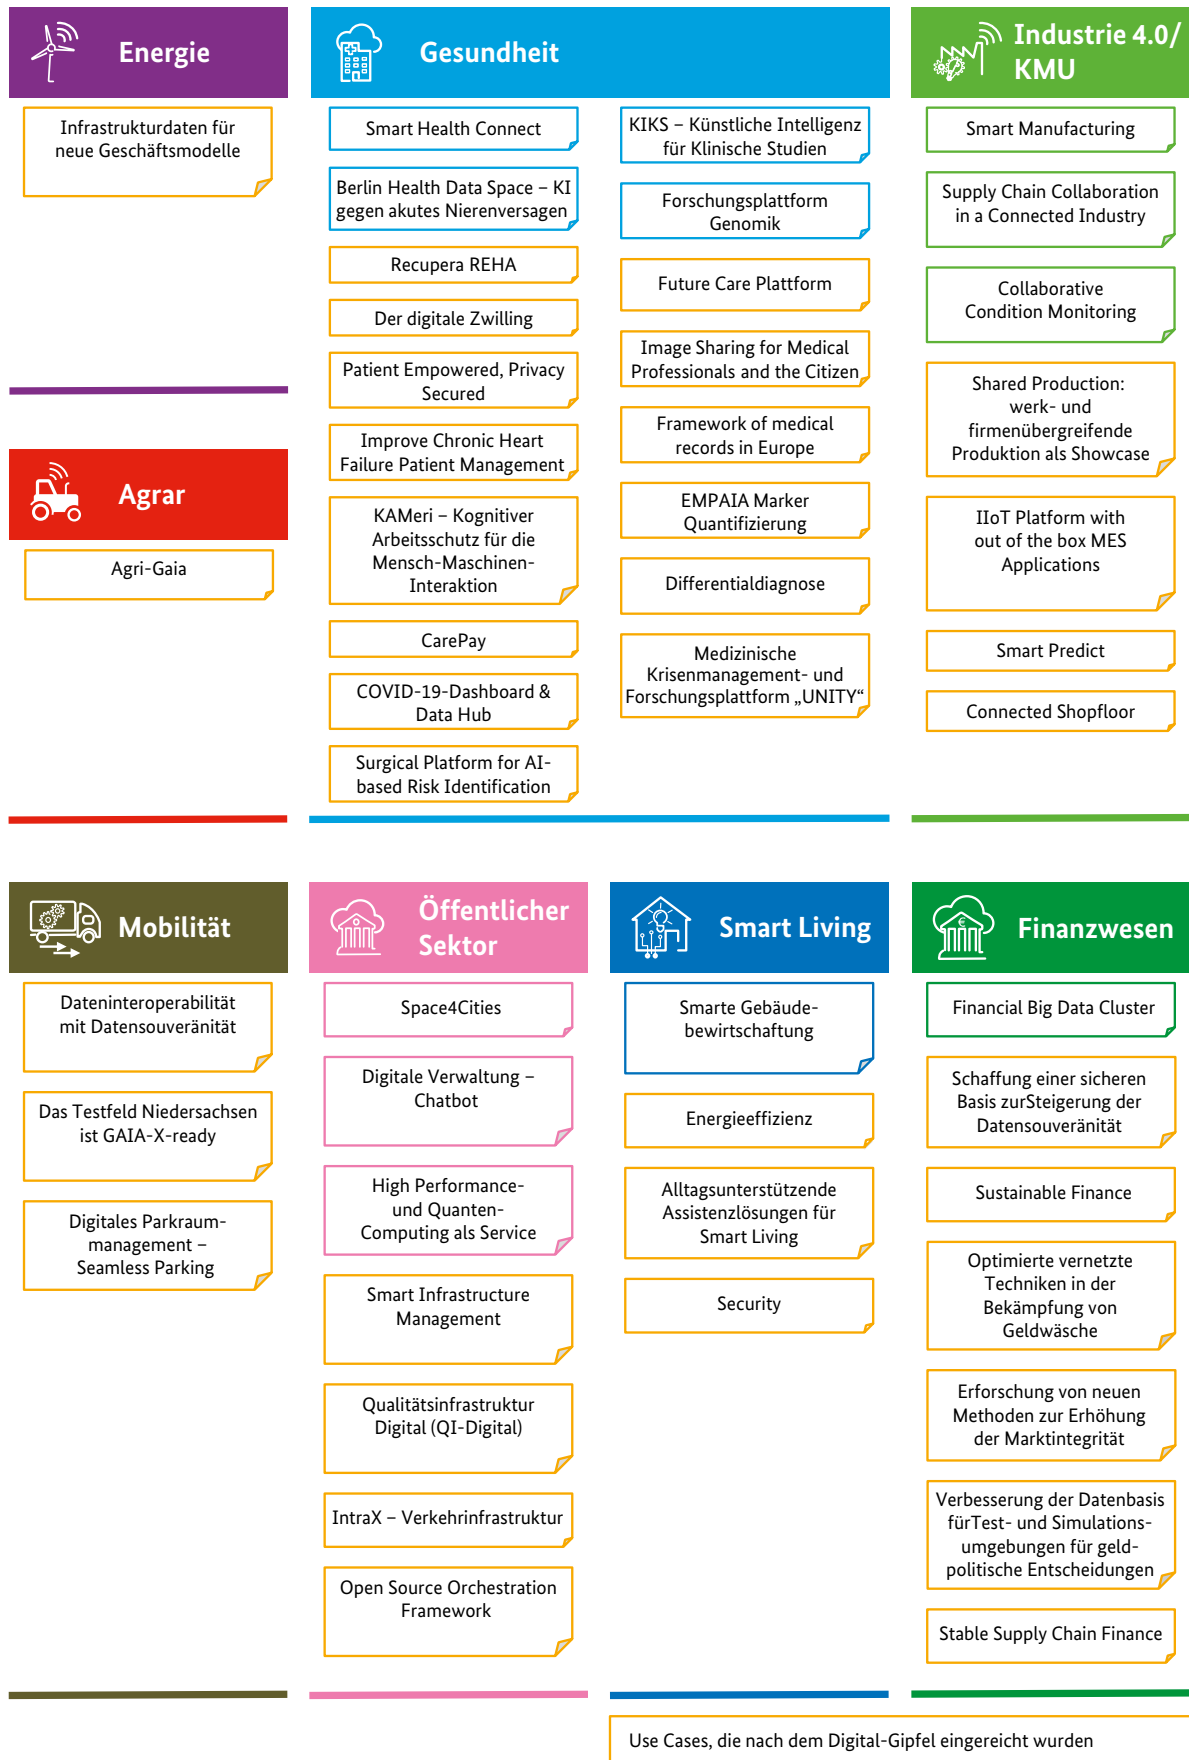 Energie
Infrastrukturdaten für
neue Geschäftsmodelle
Agrar
Agri-Gaia
Gesundheit
Smart Health Connect
Berlin Health Data Space – KI
gegen akutes Nierenversagen
Recupera REHA
Der digitale Zwilling
Patient Empowered, Privacy
Secured
Improve Chronic Heart
Failure Patient Management
KAMeri – Kognitiver
Arbeitsschutz für die
Mensch-Maschinen-
Interaktion
CarePay
COVID-19-Dashboard &
Data Hub
Surgical Platform for AI-
based Risk Identification
KIKS – Künstliche Intelligenz
für Klinische Studien
Forschungsplattform
Genomik
Future Care Plattform
Image Sharing for Medical
Professionals and the Citizen
Framework of medical
records in Europe
EMPAIA Marker
Quantifizierung
Differentialdiagnose
Medizinische
Krisenmanagement- und
Forschungsplattform „UNITY“
Industrie 4.0/
KMU
Smart Manufacturing
Supply Chain Collaboration
in a Connected Industry
Collaborative
Condition Monitoring
Shared Production:
werk- und
firmenübergreifende
Produktion als Showcase
IIoT Platform with
out of the box MES
Applications
Smart Predict
Connected Shopfloor
Mobilität
Dateninteroperabilität
mit Datensouveränität
Das Testfeld Niedersachsen
ist GAIA-X-ready
Digitales Parkraum-
management –
Seamless Parking
Öffentlicher
Sektor
Space4Cities
Digitale Verwaltung –
Chatbot
High Performance-
und Quanten-
Computing als Service
Smart Infrastructure
Management
Qualitätsinfrastruktur
Digital (QI-Digital)
IntraX – Verkehrinfrastruktur
Open Source Orchestration
Framework
Smart Living
Smarte Gebäude-
bewirtschaftung
Energieeffizienz
Alltagsunterstützende
Assistenzlösungen für
Smart Living
Security
Finanzwesen
Financial Big Data Cluster
Schaffung einer sicheren
Basis zurSteigerung der
Datensouveränität
Sustainable Finance
Optimierte vernetzte
Techniken in der
Bekämpfung von
Geldwäsche
Erforschung von neuen
Methoden zur Erhöhung
der Marktintegrität
Verbesserung der Datenbasis
fürTest- und Simulations-
umgebungen für geld-
politische Entscheidungen
Stable Supply Chain Finance
Use Cases, die nach dem Digital-Gipfel eingereicht wurden